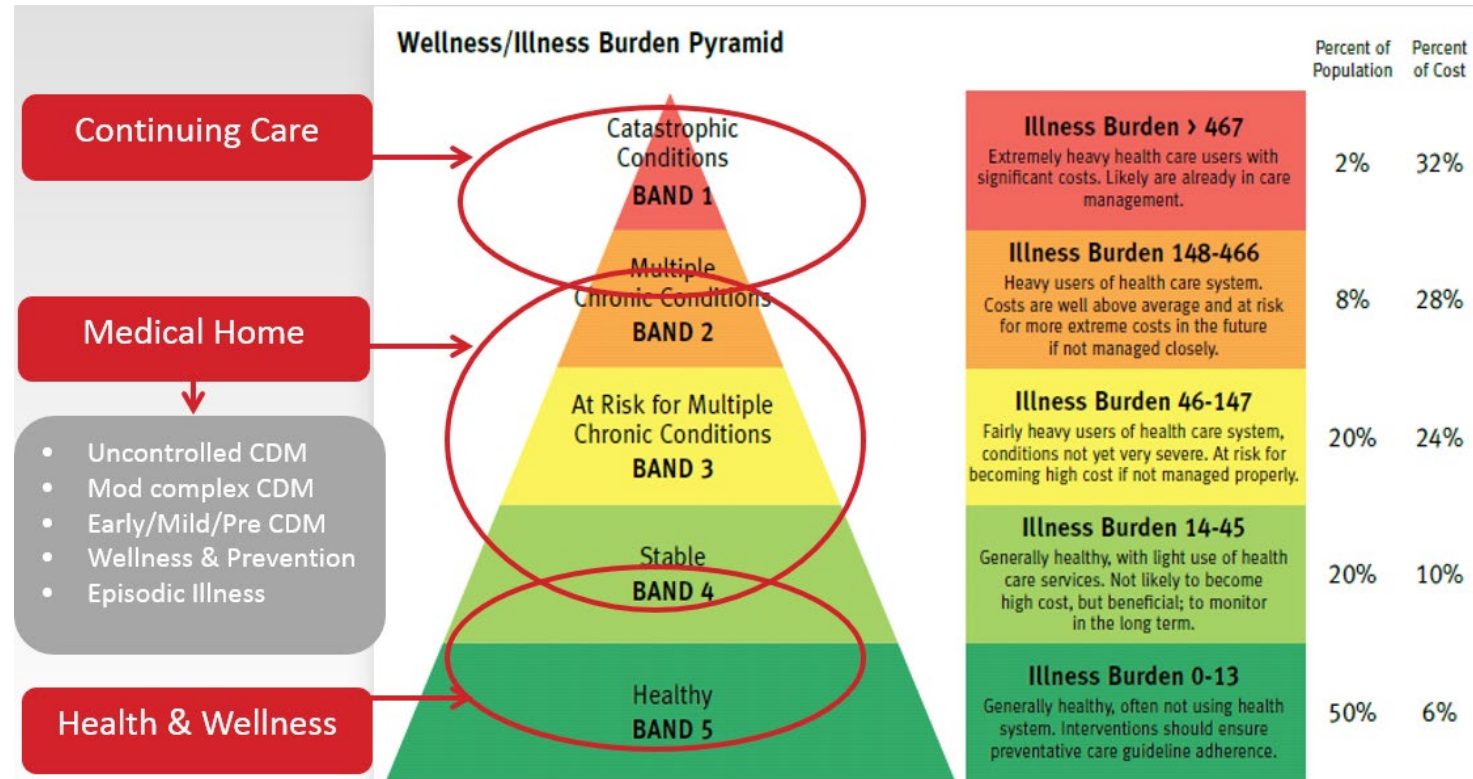 Wellness/Illness Burden Pyramid
Percent of
Population
Percent
of Cost
Continuing Care
Catastrophic
Conditions
BAND 1
Illness Burden > 467
Extremely heavy health care users with
significant costs. Likely are already in care
management.
2%
32%
Medical Home
Multiple
Chronic Conditions
BAND 2
Illness Burden 148-466
Heavy users of health care system.
Costs are well above average and at risk
for more extreme costs in the future
if not managed closely.
8%
28%
• Uncontrolled CDM
• Mod complex CDM
• Early/Mild/Pre CDM
• Wellness & Prevention
• Episodic Illness
At Risk for Multiple
Chronic Conditions
BAND 3
Illness Burden 46-147
Fairly heavy users of health care system,
conditions not yet very severe. At risk for
becoming high cost if not managed properly.
20%
24%
Stable
BAND 4
Illness Burden 14-45
Generally healthy, with light use of health
care services. Not likely to become
high cost, but beneficial; to monitor
in the long term.
20%
10%
Health & Wellness
Healthy
BAND 5
Illness Burden 0-13
Generally healthy, often not using health
system. Interventions should ensure
preventative care guideline adherence.
50%
6%